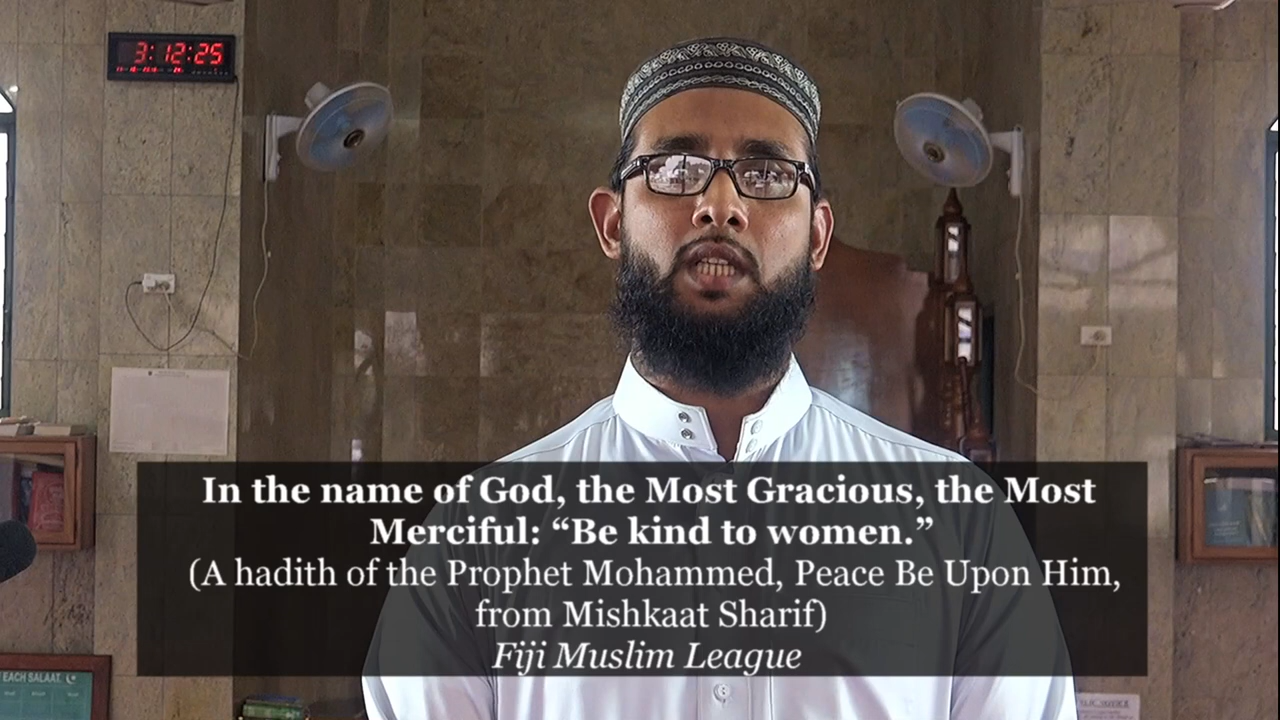 3:12:25
In the name of God, the Most Gracious, the Most
Merciful: “Be kind to women.”
(A hadith of the Prophet Mohammed, Peace Be Upon Him,
from Mishkaat Sharif)
Fiji Muslim League
EACH SALAAT.